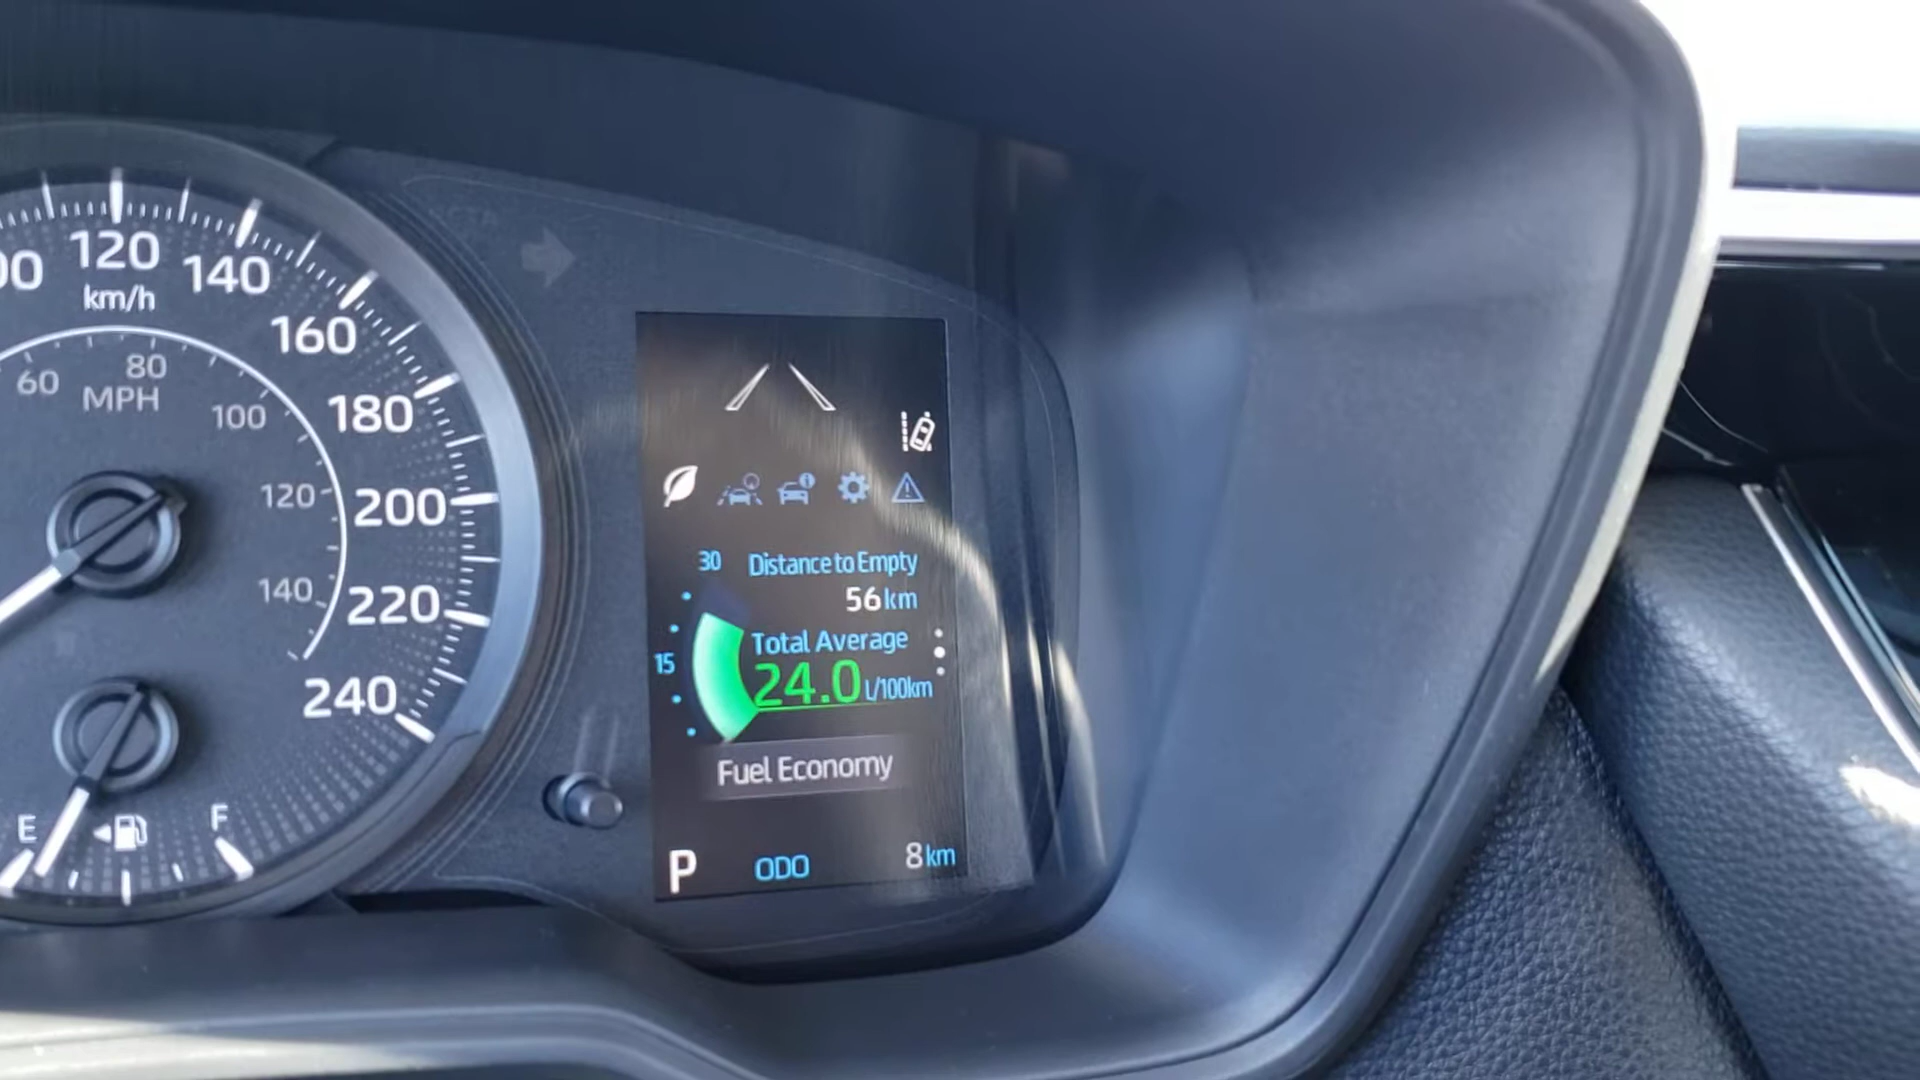 120
km/h
140
160
180
200
220
240
60
80
MPH
100
120
140
E
F
30
Distance to Empty
56 km
15
Total Average
24.0 L/100km
Fuel Economy
P
ODO
8 km